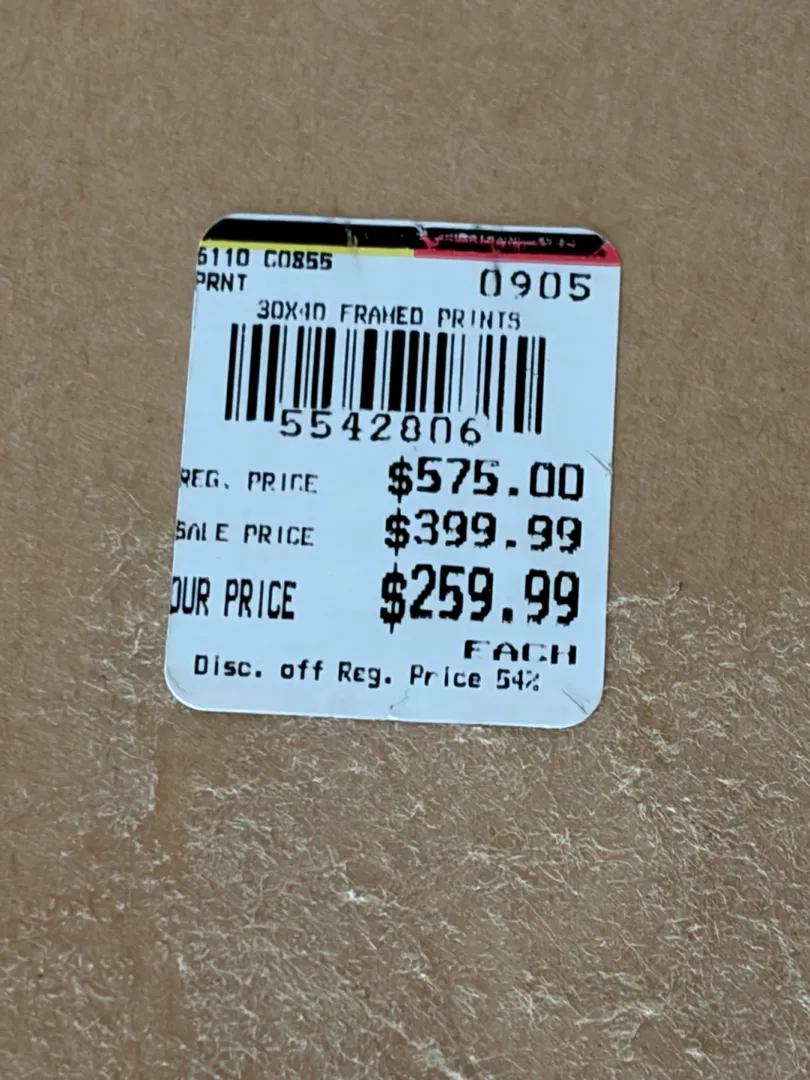 6110 C0855
0905
PRNT
30X40 FRAMED PRINTS
5542806
REG. PRICE $575.00
SALE PRICE $399.99
OUR PRICE $259.99
EACH
Disc. off Reg. Price 54%